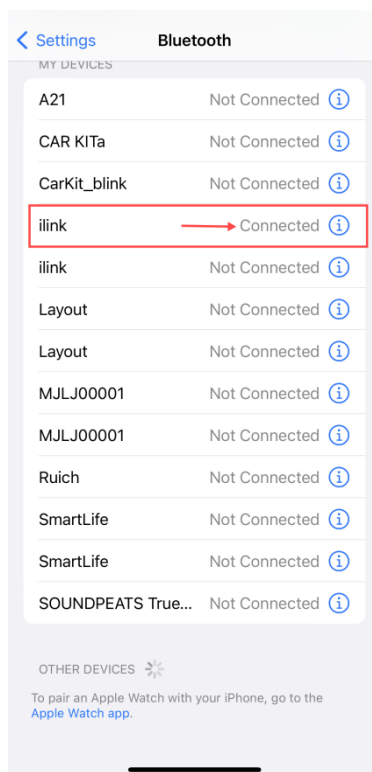 Settings Bluetooth
MY DEVICES
A21 Not Connected
CAR KITa Not Connected
CarKit_blink Not Connected
ilink Connected
ilink Not Connected
Layout Not Connected
Layout Not Connected
MJLJ00001 Not Connected
MJLJ00001 Not Connected
Ruich Not Connected
SmartLife Not Connected
SmartLife Not Connected
SOUNDPEATS True... Not Connected
OTHER DEVICES
To pair an Apple Watch with your iPhone, go to the
Apple Watch app.